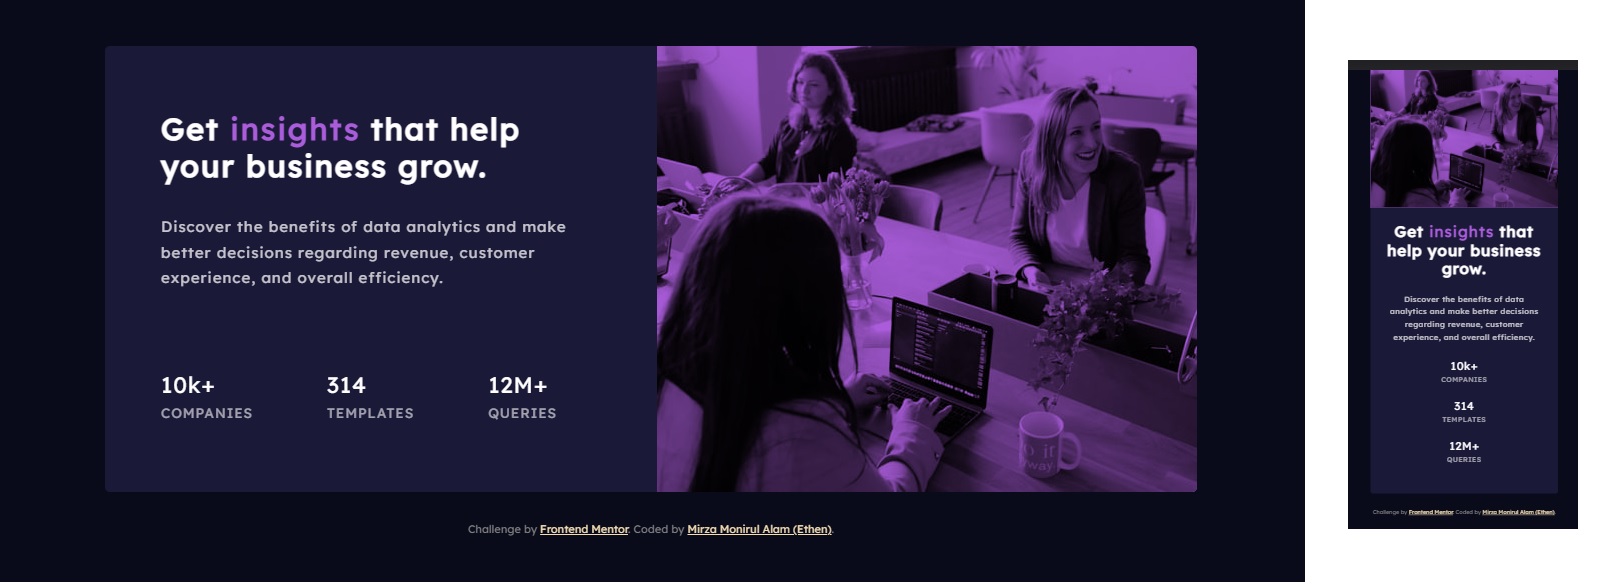 Get insights that help
your business grow.
Discover the benefits of data analytics and make
better decisions regarding revenue, customer
experience, and overall efficiency.
10k+ 314 12M+
COMPANIES TEMPLATES QUERIES
Challenge by Frontend Mentor. Coded by Mirza Monirul Alam (Ethen).
Get insights that
help your business
grow.
Discover the benefits of data
analytics and make better decisions
regarding revenue, customer
experience, and overall efficiency.
10k+
COMPANIES
314
TEMPLATES
12M+
QUERIES
Challenge by Frontend Mentor. Coded by Mirza Monirul Alam (Ethen).